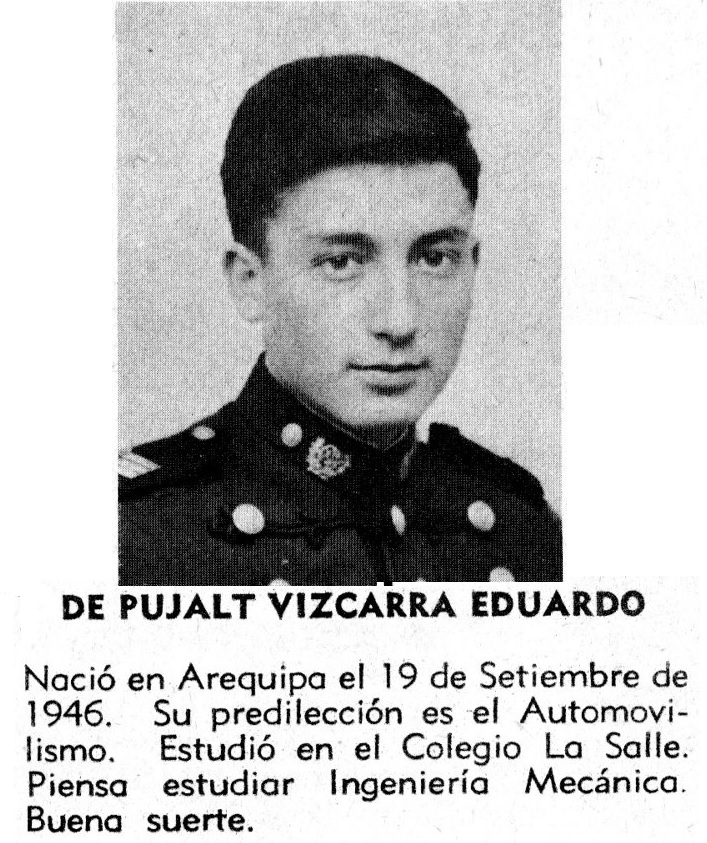 DE PUJALT VIZCARRA EDUARDO
Nació en Arequipa el 19 de Setiembre de
1946. Su predilección es el Automovi-
lismo. Estudió en el Colegio La Salle.
Piensa estudiar Ingeniería Mecánica.
Buena suerte.